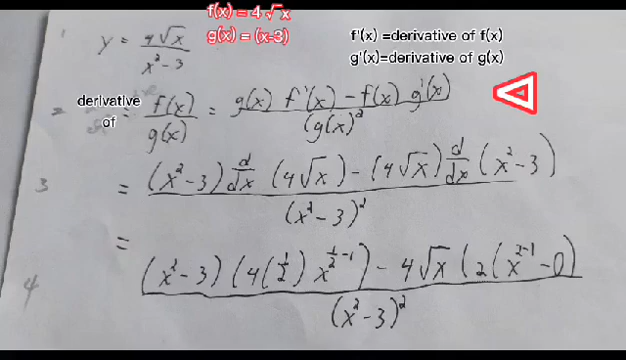 f(x) = 4√x
g(x) = (x-3)
f'(x) =derivative of f(x)
g'(x)=derivative of g(x)
y = 4√x / x² - 3
derivative of f(x) / g(x) = g(x) f'(x) - f(x) g'(x) / (g(x))²
3 = (x² - 3) d/dx (4√x) - (4√x) d/dx (x² - 3) / (x² - 3)²
=
4 (x² - 3) (4(1/2) x^(1/2 - 1)) - 4√x (2(x^(2-1) - 0) / (x² - 3)²